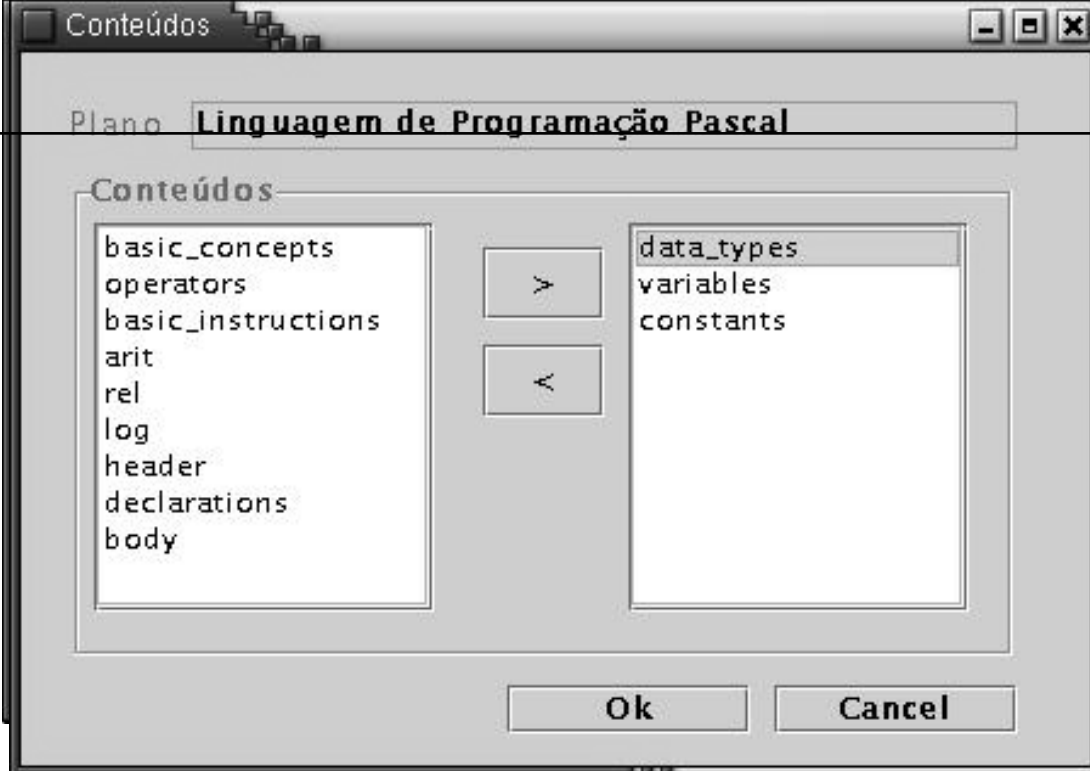 Conteúdos
Plano Linguagem de Programação Pascal
Conteúdos
basic_concepts
operators
basic_instructions
arit
rel
log
header
declarations
body
>
<
data_types
variables
constants
Ok Cancel